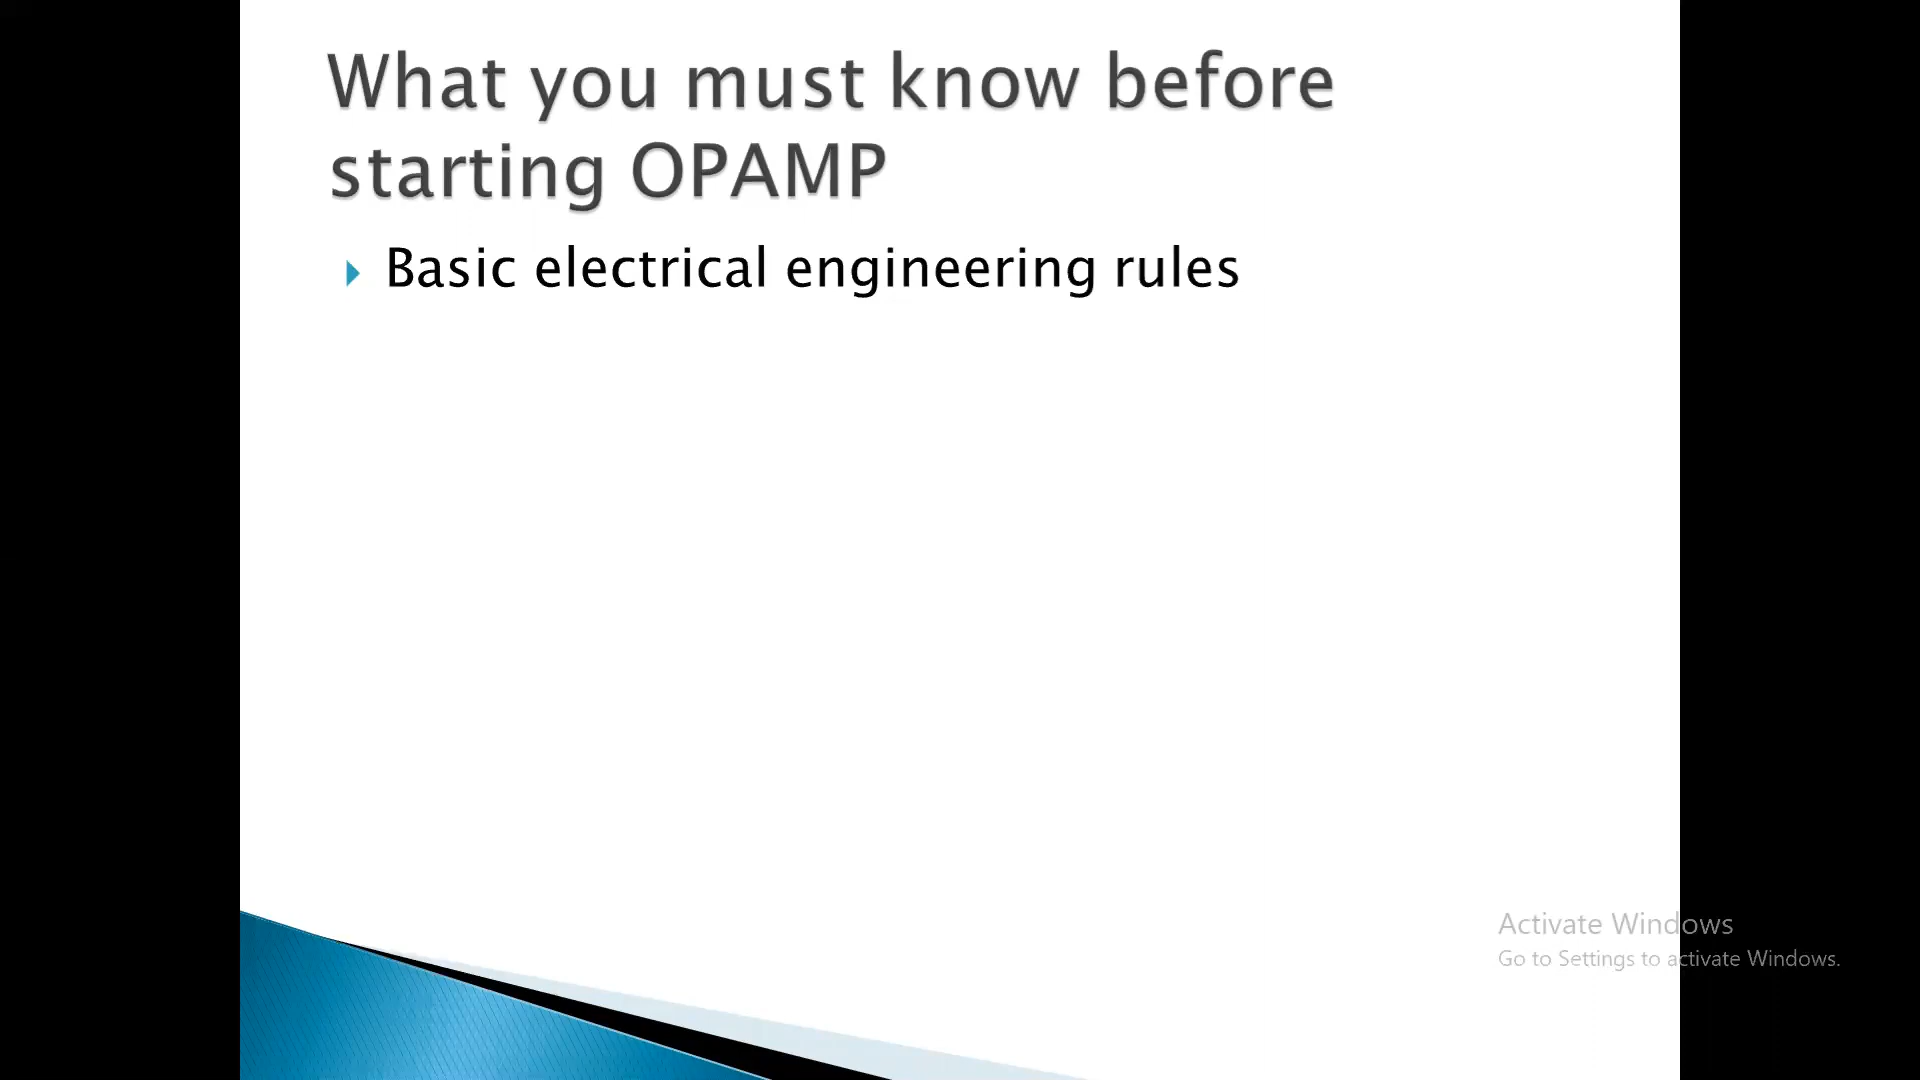 What you must know before
starting OPAMP
Basic electrical engineering rules
Activate Windows
Go to Settings to activate Windows.